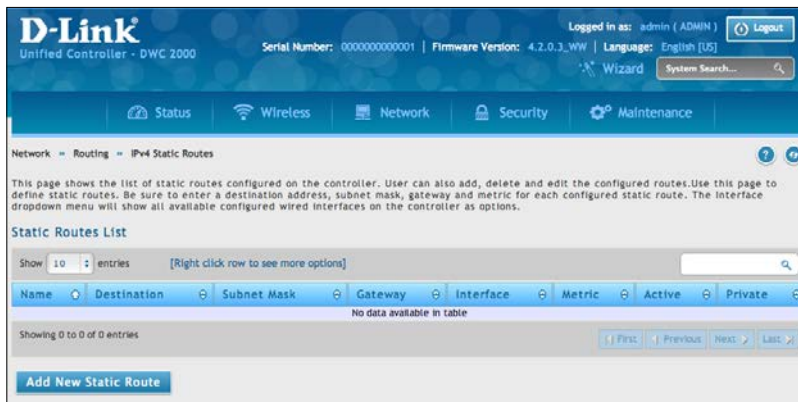 D-Link
Unified Controller - DWC 2000
Logged in as: admin ( ADMIN )
Logout
Serial Number: 0000000000001 | Firmware Version: 4.2.0.3_WW | Language: English [US]
Wizard
System Search...
Status
Wireless
Network
Security
Maintenance
Network
Routing
IPv4 Static Routes
This page shows the list of static routes configured on the controller. User can also add, delete and edit the configured routes.Use this page to
define static routes. Be sure to enter a destination address, subnet mask, gateway and metric for each configured static route. The Interface
dropdown menu will show all available configured wired interfaces on the controller as options.
Static Routes List
Show 10 entries
[Right click row to see more options]
Name Destination Subnet Mask Gateway Interface Metric Active Private
No data available in table
Showing 0 to 0 of 0 entries
First Previous Next Last
Add New Static Route